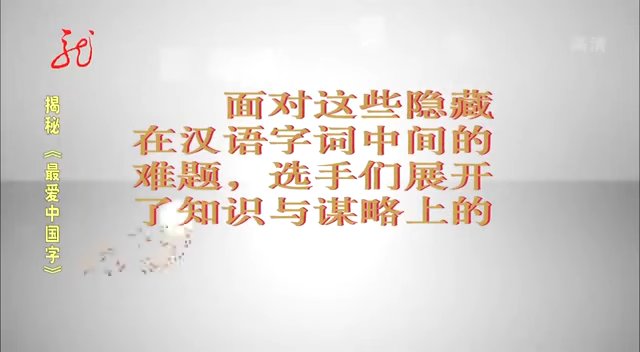 高清
面对这些隐藏
在汉语字词中间的
难题，选手们展开
了知识与谋略上的
揭秘《最爱中国字》